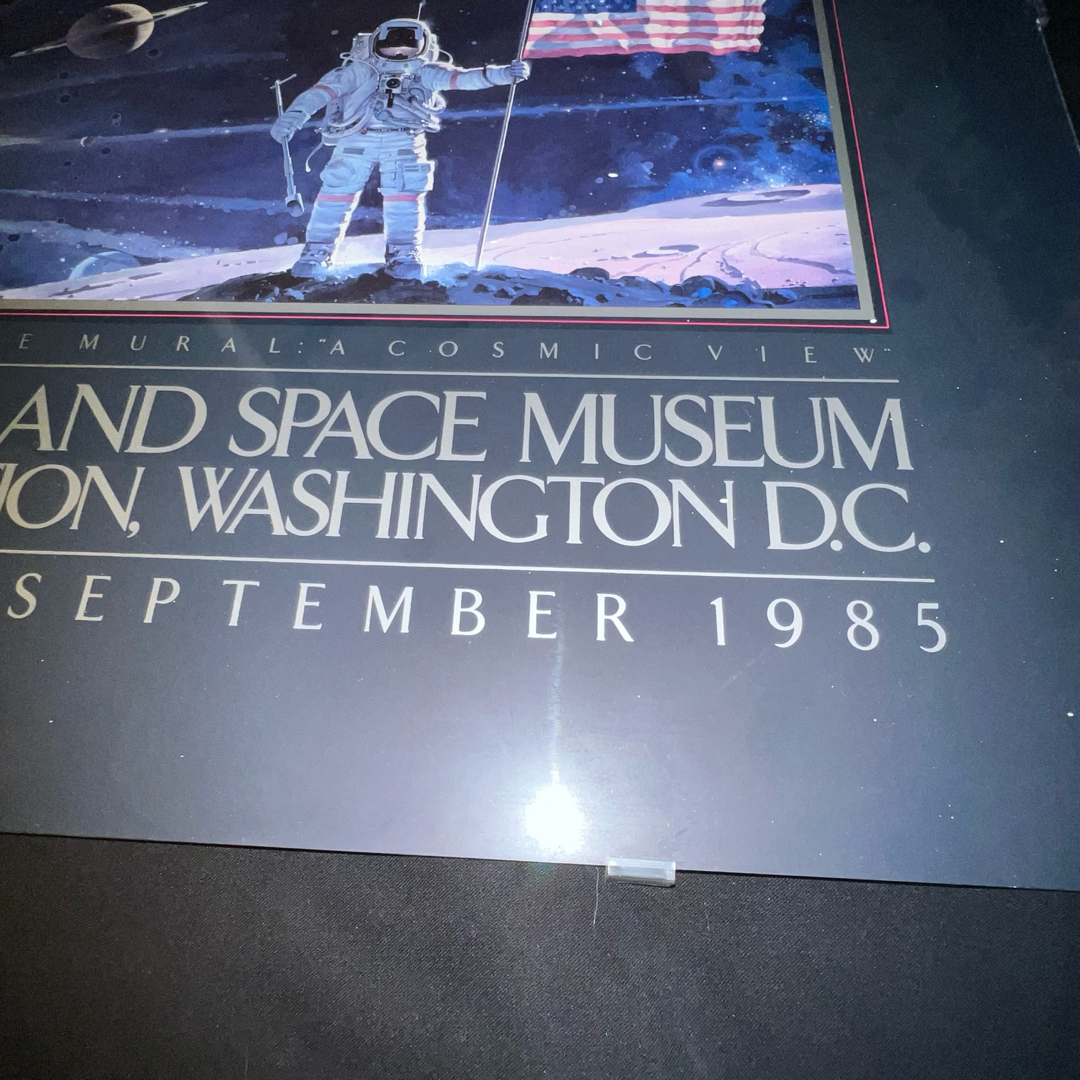 E MURAL: "A COSMIC VIEW"
AND SPACE MUSEUM
ION, WASHINGTON D.C.
SEPTEMBER 1985